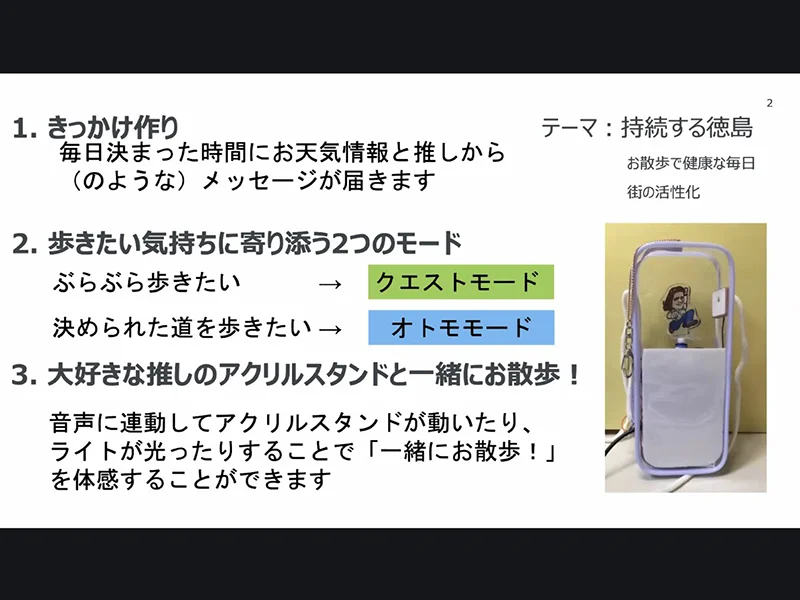 2
テーマ：持続する徳島
お散歩で健康な毎日
街の活性化
1. きっかけ作り
毎日決まった時間にお天気情報と推しから
（のような）メッセージが届きます
2. 歩きたい気持ちに寄り添う2つのモード
ぶらぶら歩きたい → クエストモード
決められた道を歩きたい → オトモモード
3. 大好きな推しのアクリルスタンドと一緒にお散歩！
音声に連動してアクリルスタンドが動いたり、
ライトが光ったりすることで「一緒にお散歩！」
を体感することができます